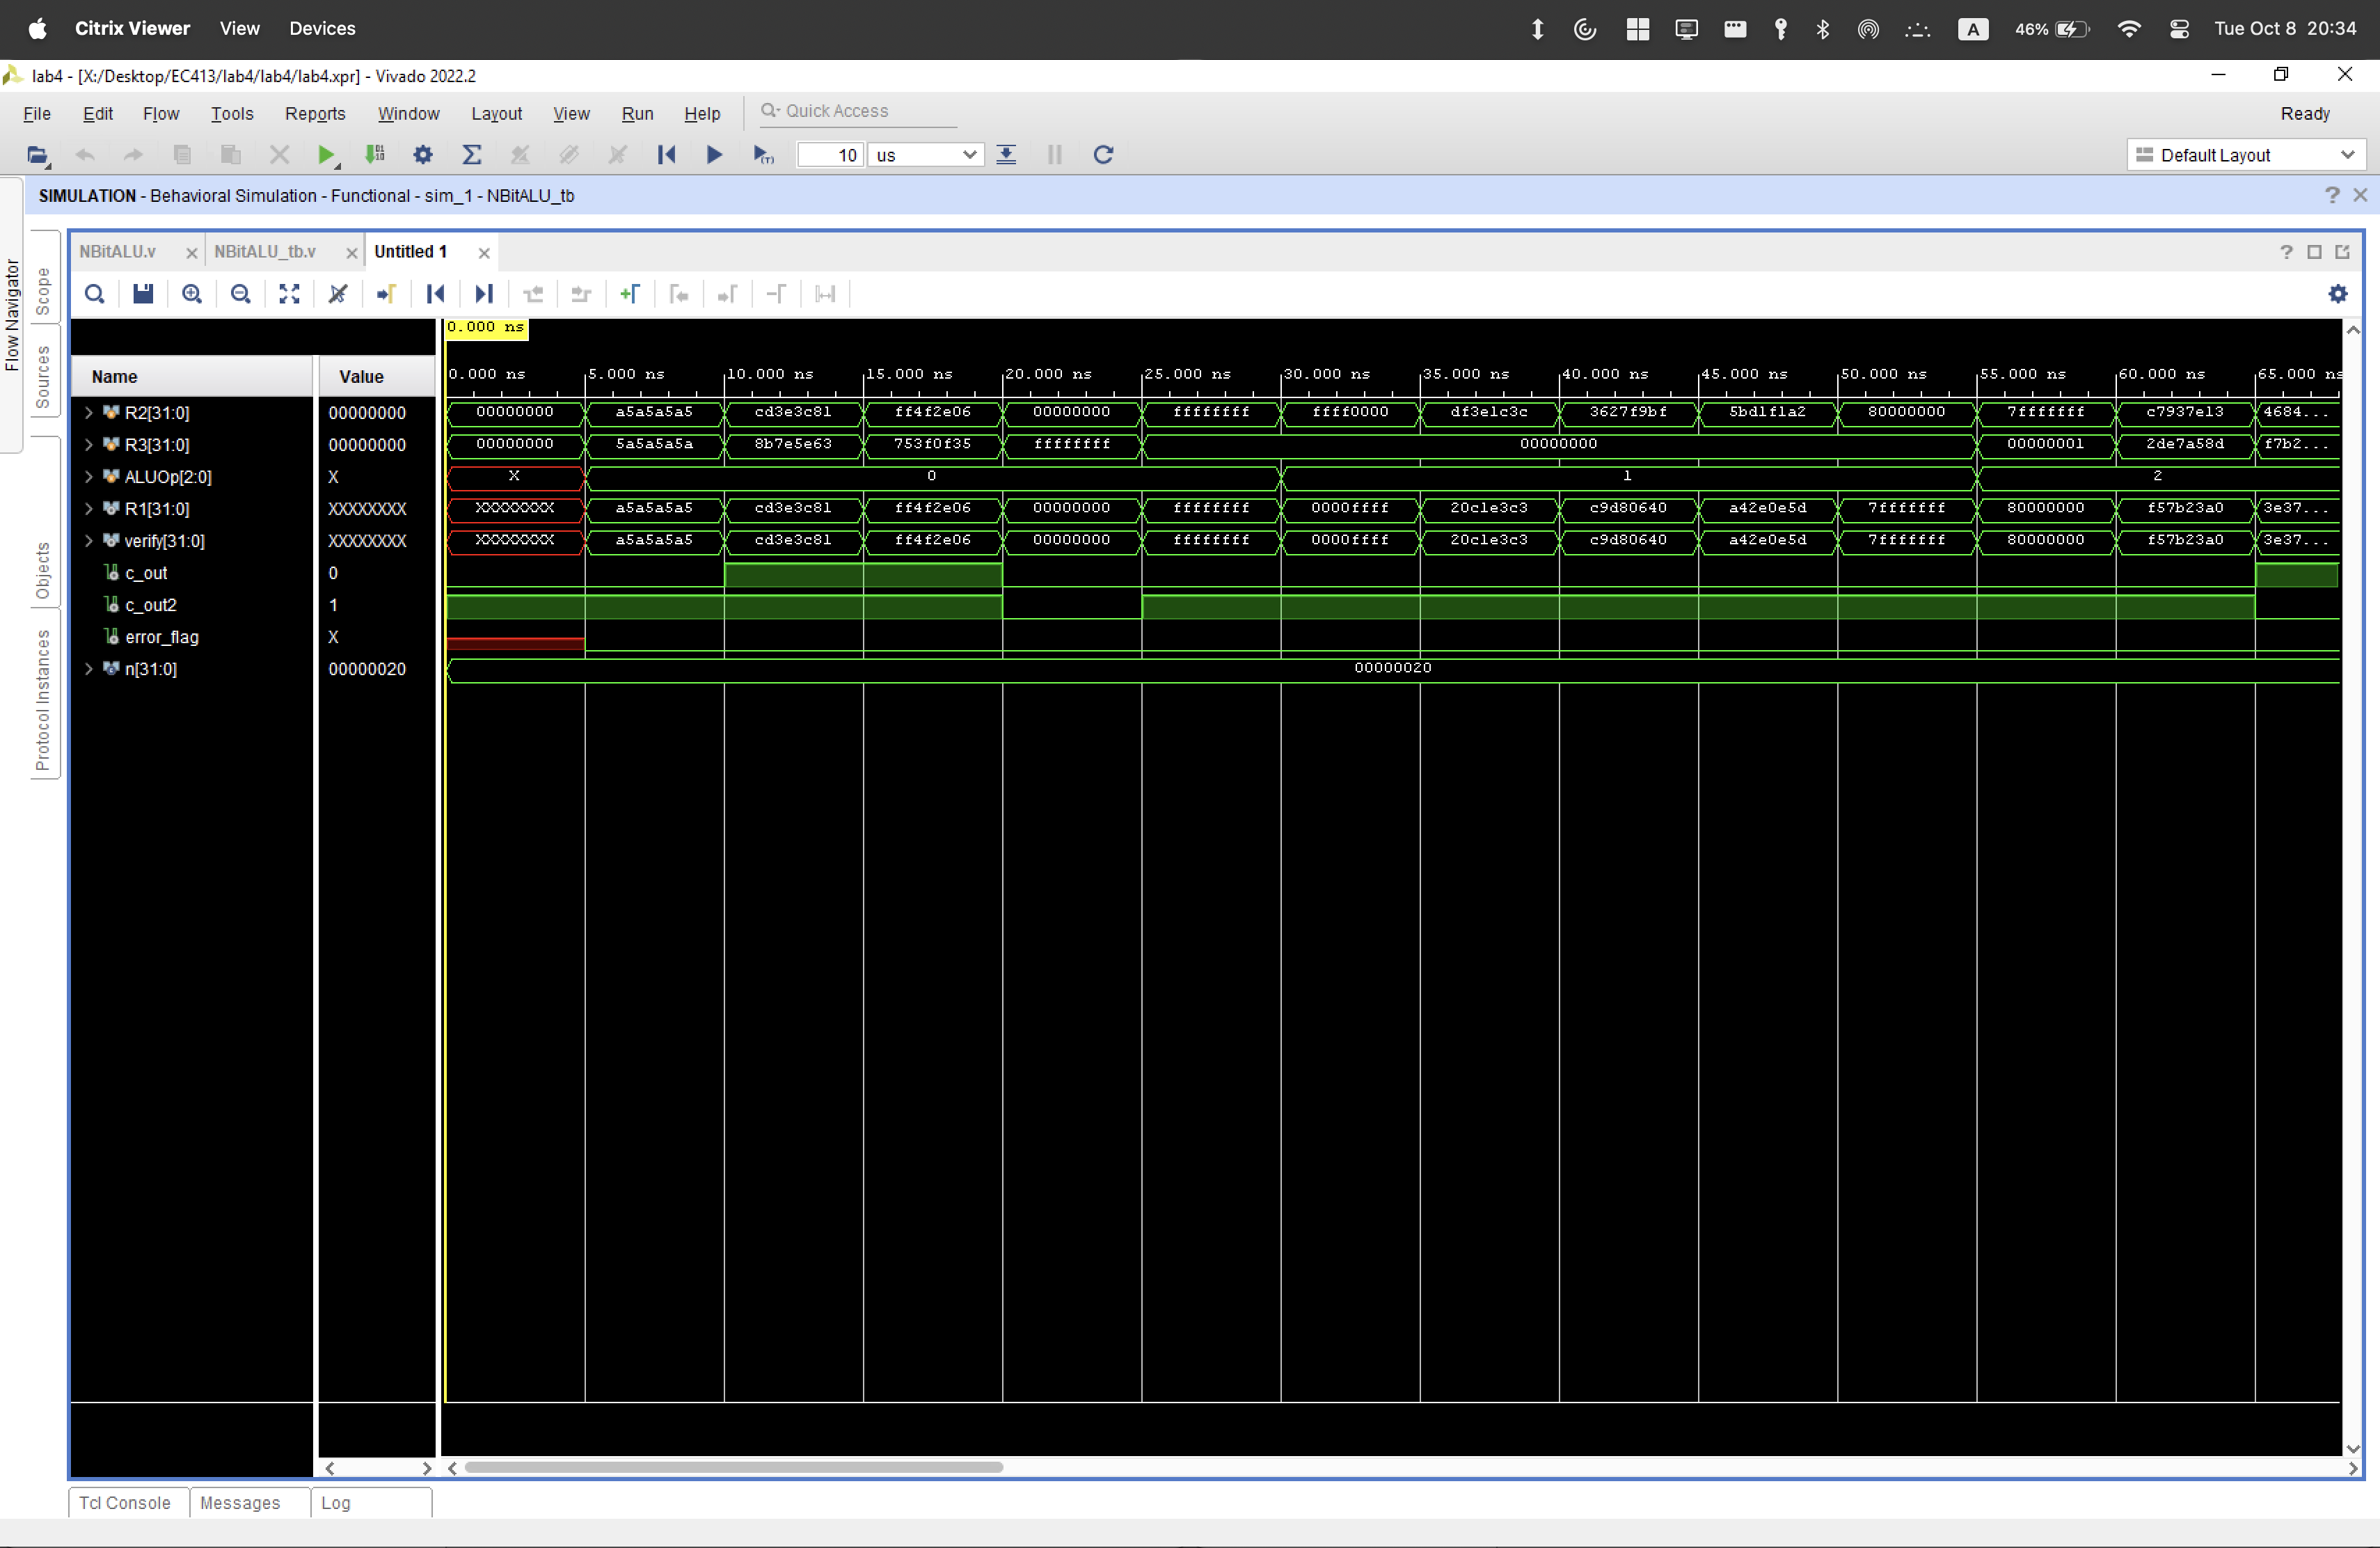 Citrix Viewer View Devices A 46% Tue Oct 8 20:34
lab4 - [X:/Desktop/EC413/lab4/lab4/lab4.xpr] - Vivado 2022.2
File Edit Flow Tools Reports Window Layout View Run Help Quick Access Ready
10 us Default Layout
SIMULATION - Behavioral Simulation - Functional - sim_1 - NBitALU_tb
Flow Navigator
Scope
Sources
Objects
Protocol Instances
NBitALU.v NBitALU_tb.v Untitled 1
0.000 ns
Name Value 0.000 ns 5.000 ns 10.000 ns 15.000 ns 20.000 ns 25.000 ns 30.000 ns 35.000 ns 40.000 ns 45.000 ns 50.000 ns 55.000 ns 60.000 ns 65.000 ns
R2[31:0] 00000000 00000000 a5a5a5a5 cd3e3c81 ff4f2e06 00000000 ffffffff ffff0000 df3e1c3c 3627f9bf 5bd1f1a2 80000000 7fffffff c7937e13 4684...
R3[31:0] 00000000 00000000 5a5a5a5a 8b7e5e63 753f0f35 ffffffff 00000000 00000001 2de7a58d f7b2...
ALUOp[2:0] X X 0 1 2
R1[31:0] XXXXXXXX XXXXXXXX a5a5a5a5 cd3e3c81 ff4f2e06 00000000 ffffffff 0000ffff 20c1e3c3 c9d80640 a42e0e5d 7fffffff 80000000 f57b23a0 3e37...
verify[31:0] XXXXXXXX XXXXXXXX a5a5a5a5 cd3e3c81 ff4f2e06 00000000 ffffffff 0000ffff 20c1e3c3 c9d80640 a42e0e5d 7fffffff 80000000 f57b23a0 3e37...
c_out 0
c_out2 1
error_flag X
n[31:0] 00000020 00000020
Tcl Console Messages Log